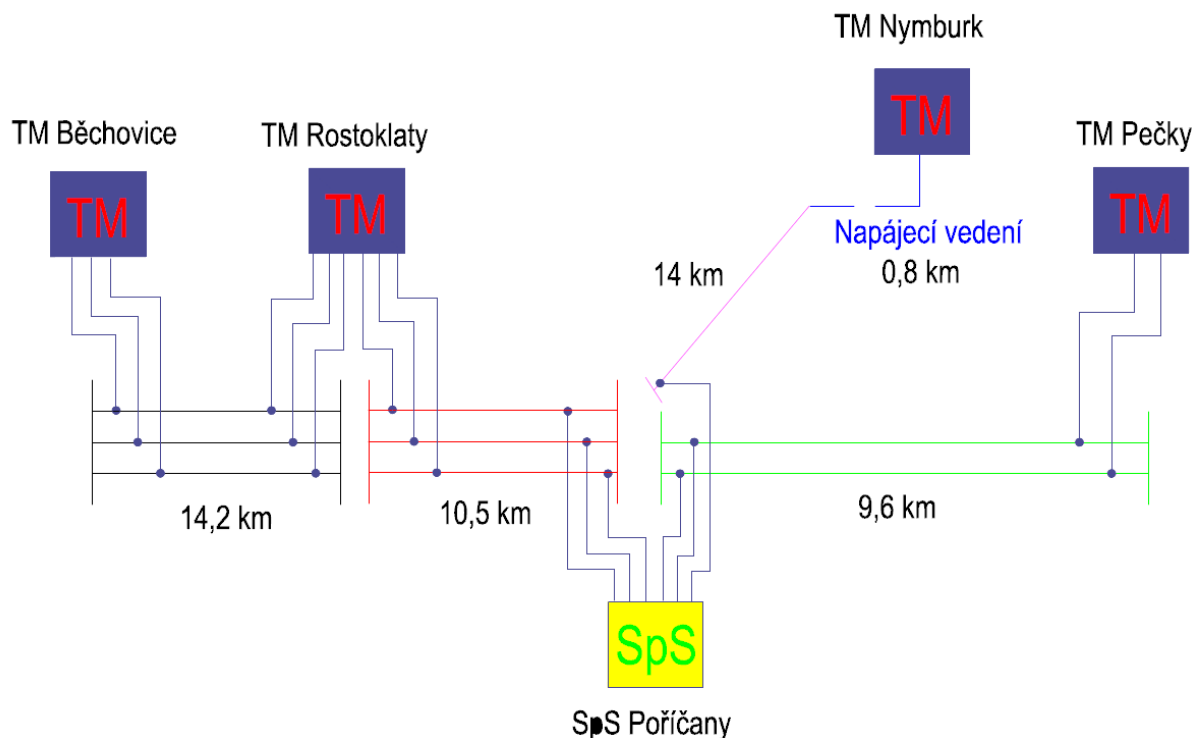 TM Nymburk
TM
TM Běchovice
TM Rostoklaty
TM Pečky
TM
TM
TM
Napájecí vedení
14 km
0,8 km
14,2 km
10,5 km
9,6 km
SpS
SpS Poříčany